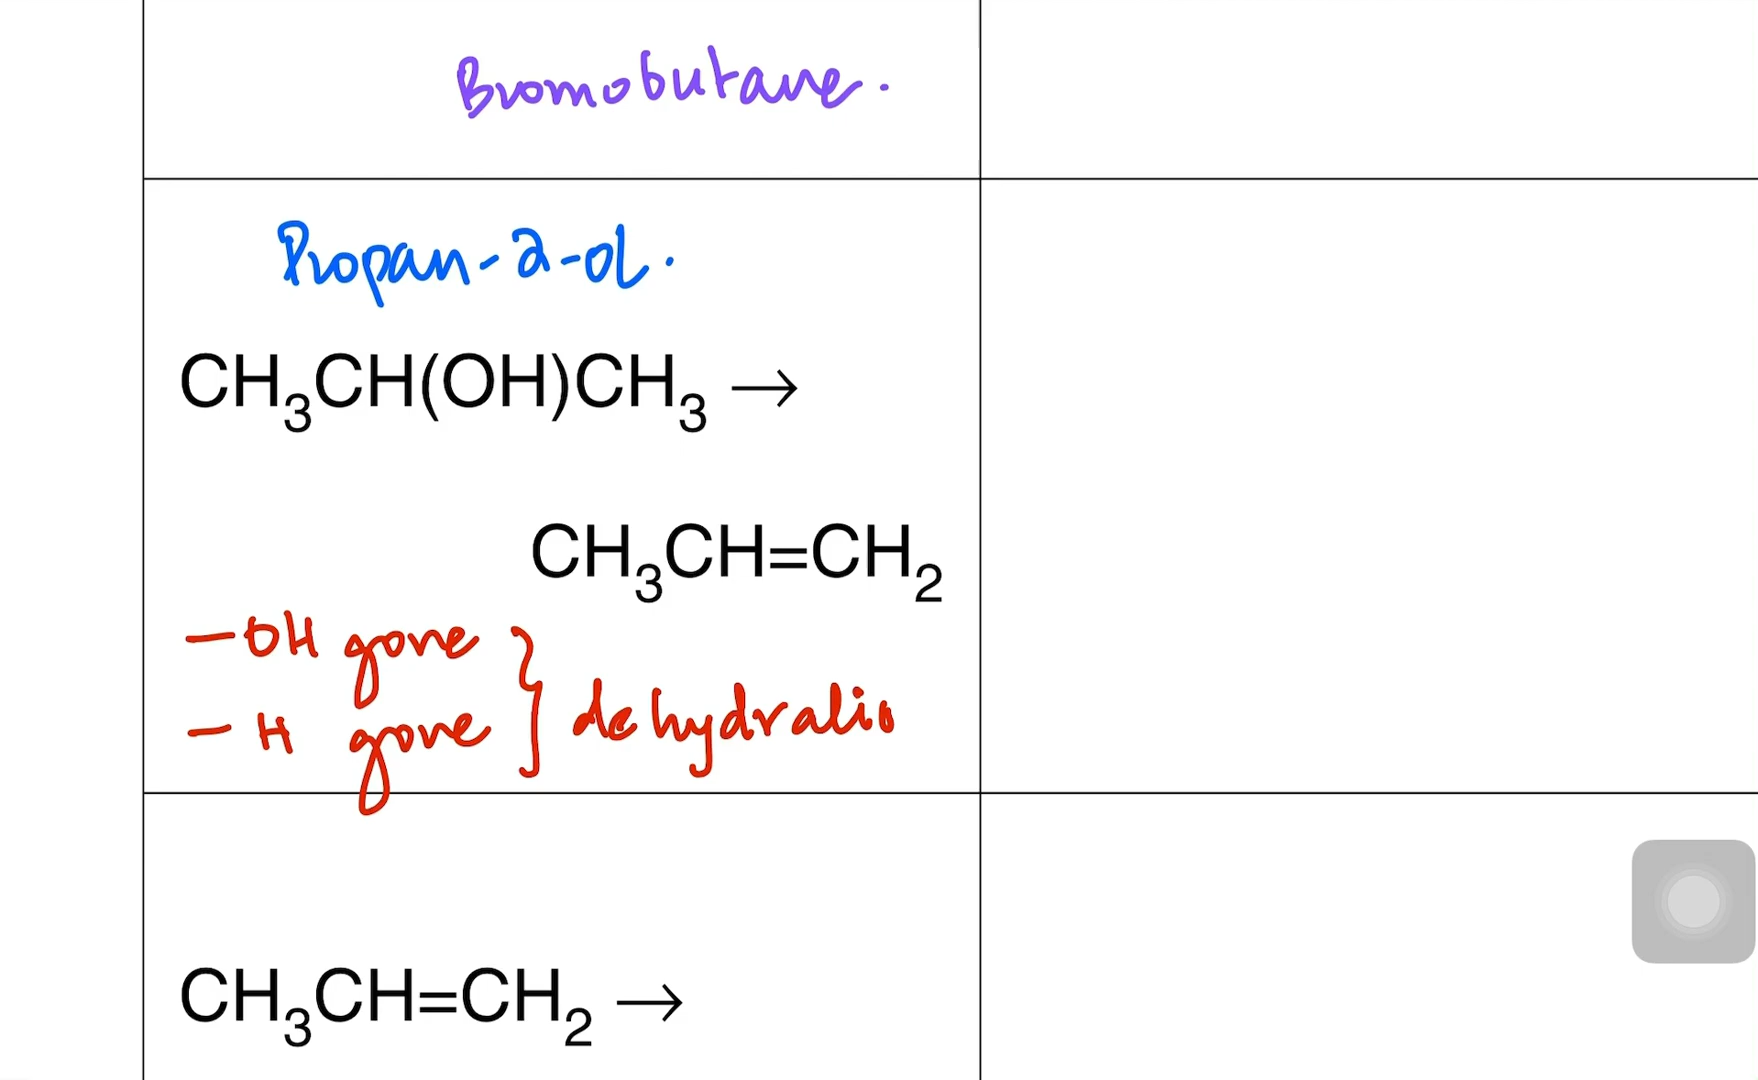 Bromobutane.
Propan-2-ol.
CH₃CH(OH)CH₃ →
CH₃CH=CH₂
-OH gone
-H gone } dehydratio
CH₃CH=CH₂ →